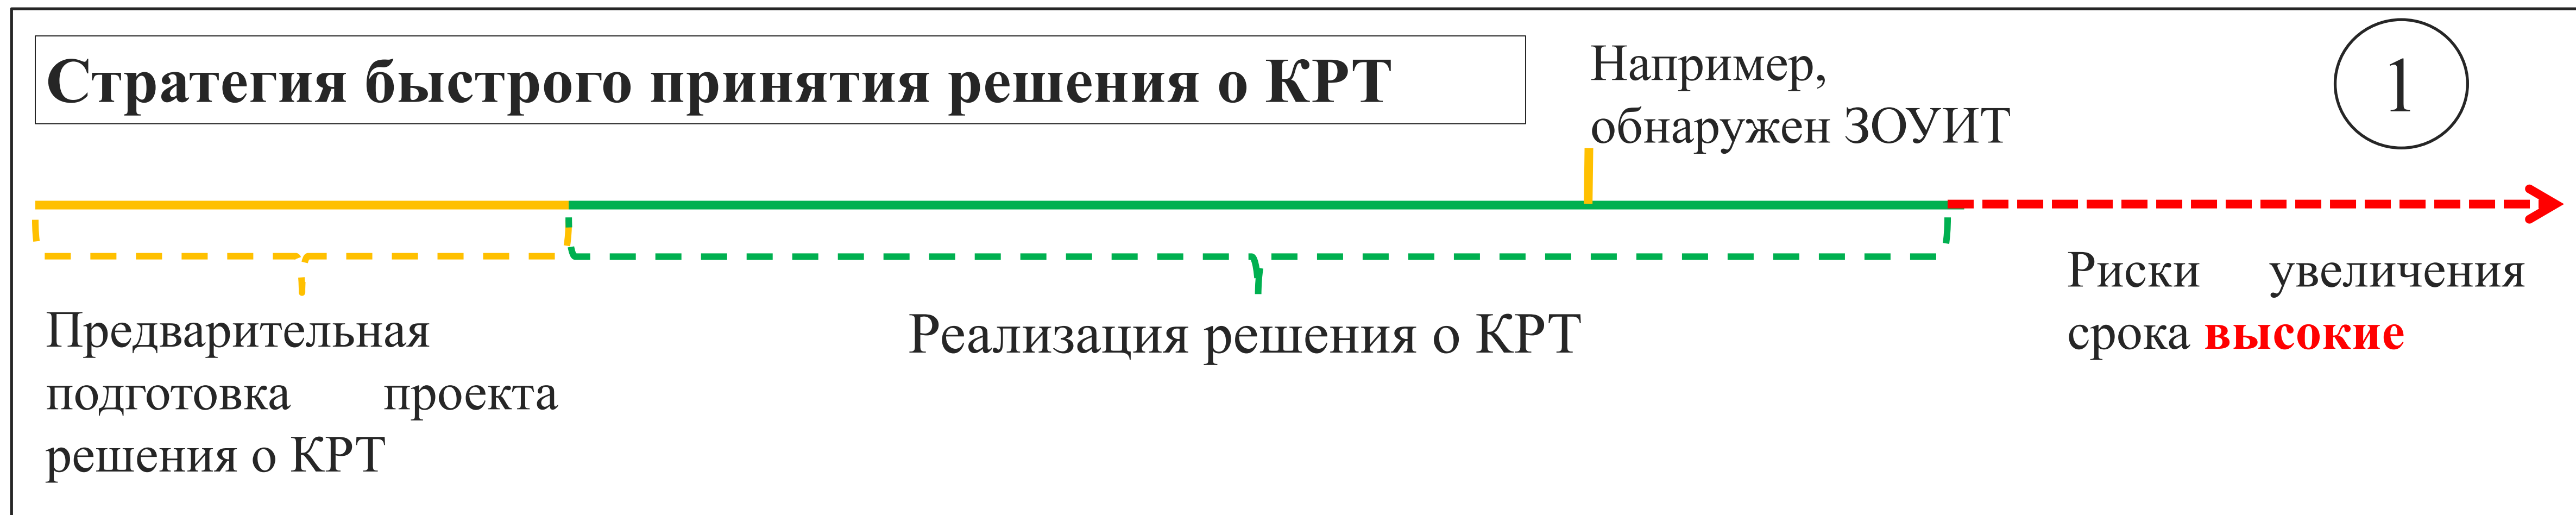 Стратегия быстрого принятия решения о КРТ
Например,
обнаружен ЗОУИТ
1
Предварительная
подготовка проекта
решения о КРТ
Реализация решения о КРТ
Риски увеличения
срока высокие